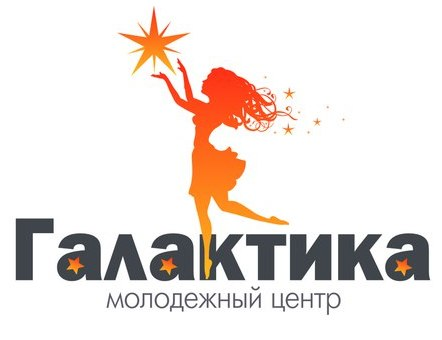 Галактика
молодежный центр